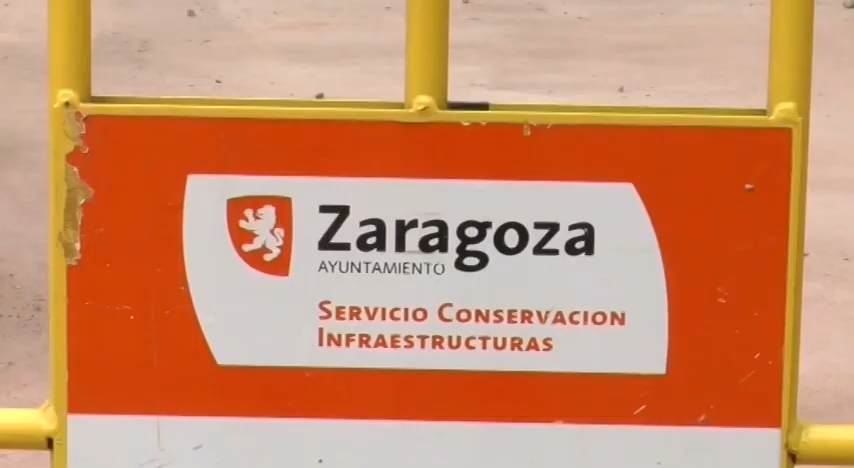 Zaragoza
AYUNTAMIENTO
SERVICIO CONSERVACION
INFRAESTRUCTURAS